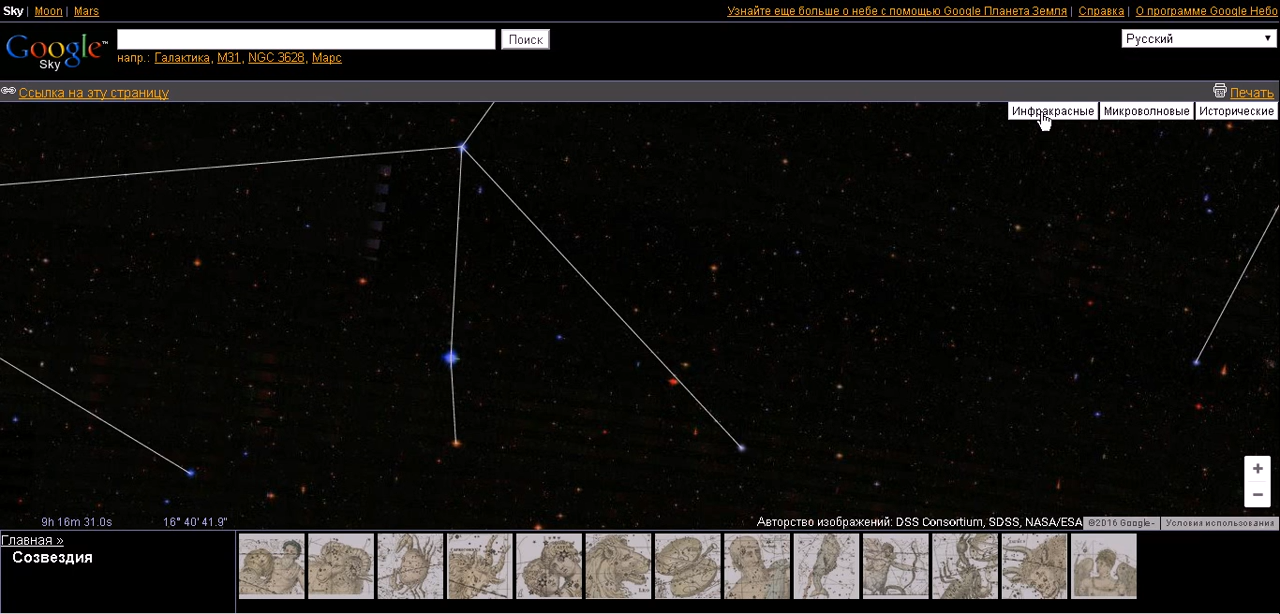 Sky | Moon | Mars
Узнайте еще больше о небе с помощью Google Планета Земля | Справка | О программе Google Небо
Google™
Sky
Поиск
Русский
напр.: Галактика, M31, NGC 3628, Марс
Ссылка на эту страницу
Печать
Инфракрасные
Микроволновые
Исторические
9h 16m 31.0s
16° 40' 41.9"
Авторство изображений: DSS Consortium, SDSS, NASA/ESA
©2016 Google -
Условия использования
Главная »
Созвездия